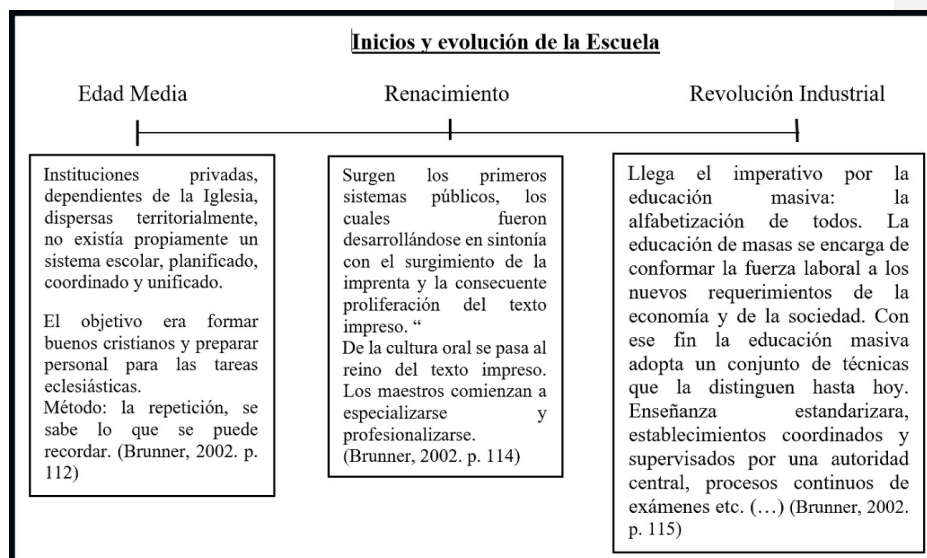 Inicios y evolución de la Escuela
Edad Media
Renacimiento
Revolución Industrial
Instituciones privadas,
dependientes de la Iglesia,
dispersas territorialmente,
no existía propiamente un
sistema escolar, planificado,
coordinado y unificado.
El objetivo era formar
buenos cristianos y preparar
personal para las tareas
eclesiásticas.
Método: la repetición, se
sabe lo que se puede
recordar. (Brunner, 2002. p.
112)
Surgen los primeros
sistemas públicos, los
cuales fueron
desarrollándose en sintonía
con el surgimiento de la
imprenta y la consecuente
proliferación del texto
impreso. “
De la cultura oral se pasa al
reino del texto impreso.
Los maestros comienzan a
especializarse y
profesionalizarse.
(Brunner, 2002. p. 114)
Llega el imperativo por la
educación masiva: la
alfabetización de todos. La
educación de masas se encarga de
conformar la fuerza laboral a los
nuevos requerimientos de la
economía y de la sociedad. Con
ese fin la educación masiva
adopta un conjunto de técnicas
que la distinguen hasta hoy.
Enseñanza estandarizara,
establecimientos coordinados y
supervisados por una autoridad
central, procesos continuos de
exámenes etc. (…) (Brunner, 2002.
p. 115)